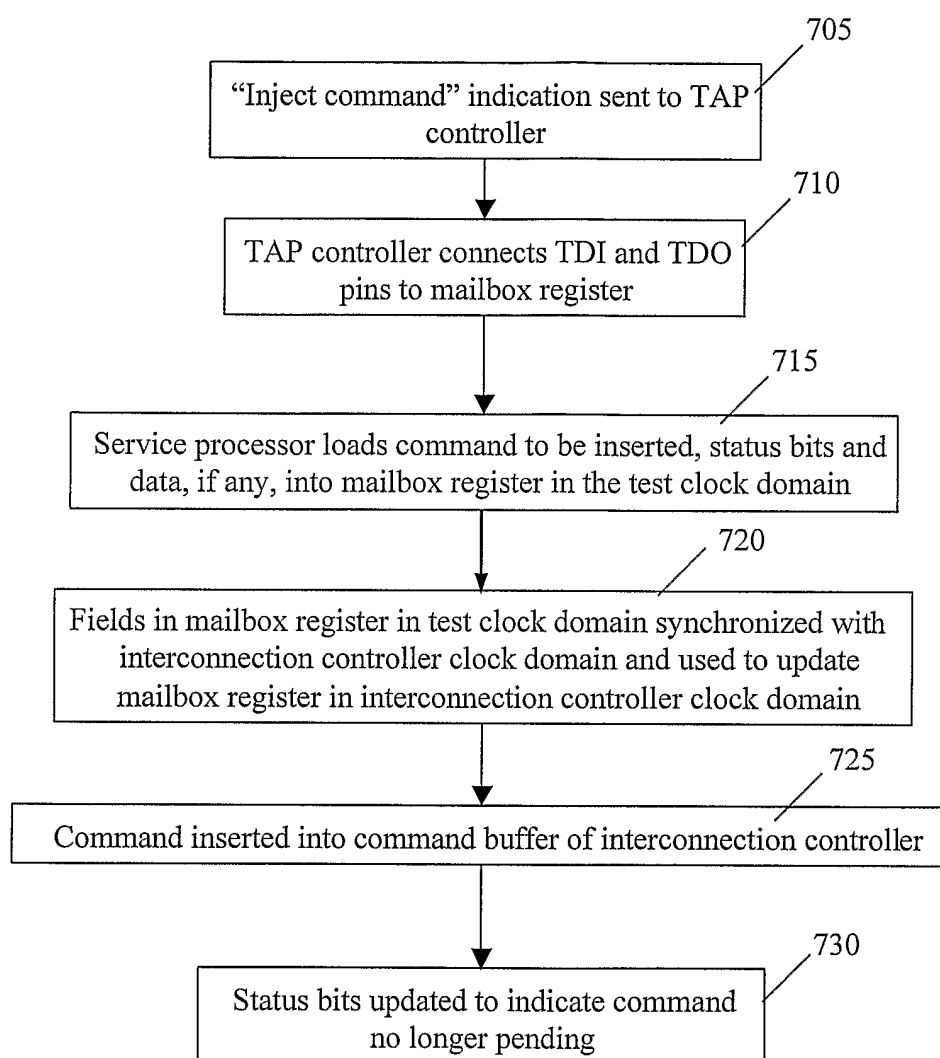 705
“Inject command” indication sent to TAP
controller
710
TAP controller connects TDI and TDO
pins to mailbox register
715
Service processor loads command to be inserted, status bits and
data, if any, into mailbox register in the test clock domain
720
Fields in mailbox register in test clock domain synchronized with
interconnection controller clock domain and used to update
mailbox register in interconnection controller clock domain
725
Command inserted into command buffer of interconnection controller
730
Status bits updated to indicate command
no longer pending